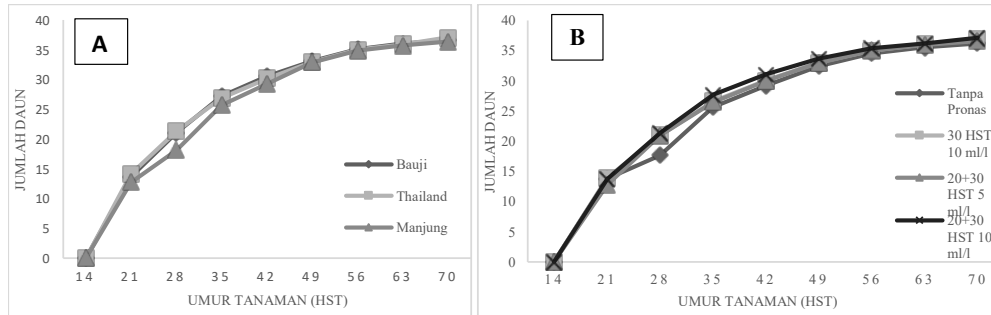 A
40
35
30
25
20
15
10
5
0
JUMLAH DAUN
14 21 28 35 42 49 56 63 70
UMUR TANAMAN (HST)
Bauji
Thailand
Manjung
B
40
35
30
25
20
15
10
5
0
JUMLAH DAUN
14 21 28 35 42 49 56 63 70
UMUR TANAMAN (HST)
Tanpa
Pronas
30 HST
10 ml/l
20+30
HST 5
ml/l
20+30
HST 10
ml/l